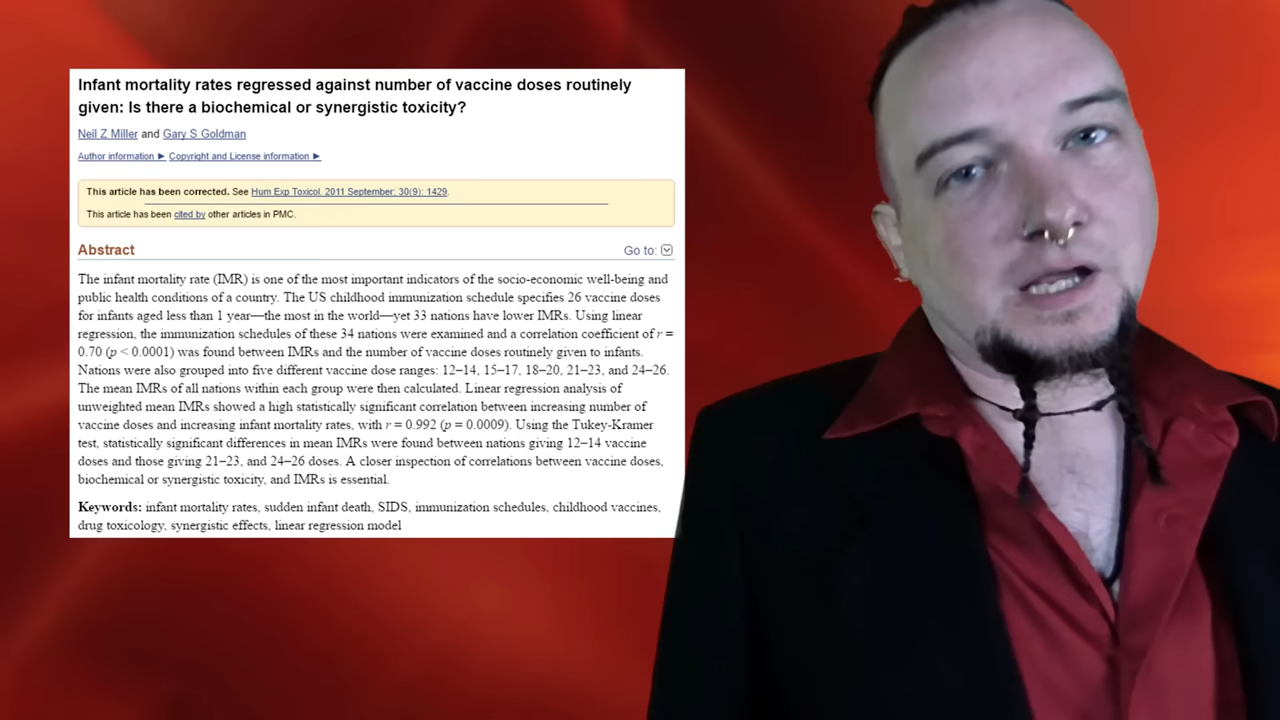 Infant mortality rates regressed against number of vaccine doses routinely
given: Is there a biochemical or synergistic toxicity?
Neil Z Miller and Gary S Goldman
Author information ► Copyright and License information ►
This article has been corrected. See Hum Exp Toxicol. 2011 September; 30(9): 1429.
This article has been cited by other articles in PMC.
Abstract Go to:
The infant mortality rate (IMR) is one of the most important indicators of the socio-economic well-being and
public health conditions of a country. The US childhood immunization schedule specifies 26 vaccine doses
for infants aged less than 1 year—the most in the world—yet 33 nations have lower IMRs. Using linear
regression, the immunization schedules of these 34 nations were examined and a correlation coefficient of r =
0.70 (p < 0.0001) was found between IMRs and the number of vaccine doses routinely given to infants.
Nations were also grouped into five different vaccine dose ranges: 12–14, 15–17, 18–20, 21–23, and 24–26.
The mean IMRs of all nations within each group were then calculated. Linear regression analysis of
unweighted mean IMRs showed a high statistically significant correlation between increasing number of
vaccine doses and increasing infant mortality rates, with r = 0.992 (p = 0.0009). Using the Tukey-Kramer
test, statistically significant differences in mean IMRs were found between nations giving 12–14 vaccine
doses and those giving 21–23, and 24–26 doses. A closer inspection of correlations between vaccine doses,
biochemical or synergistic toxicity, and IMRs is essential.
Keywords: infant mortality rates, sudden infant death, SIDS, immunization schedules, childhood vaccines,
drug toxicology, synergistic effects, linear regression model